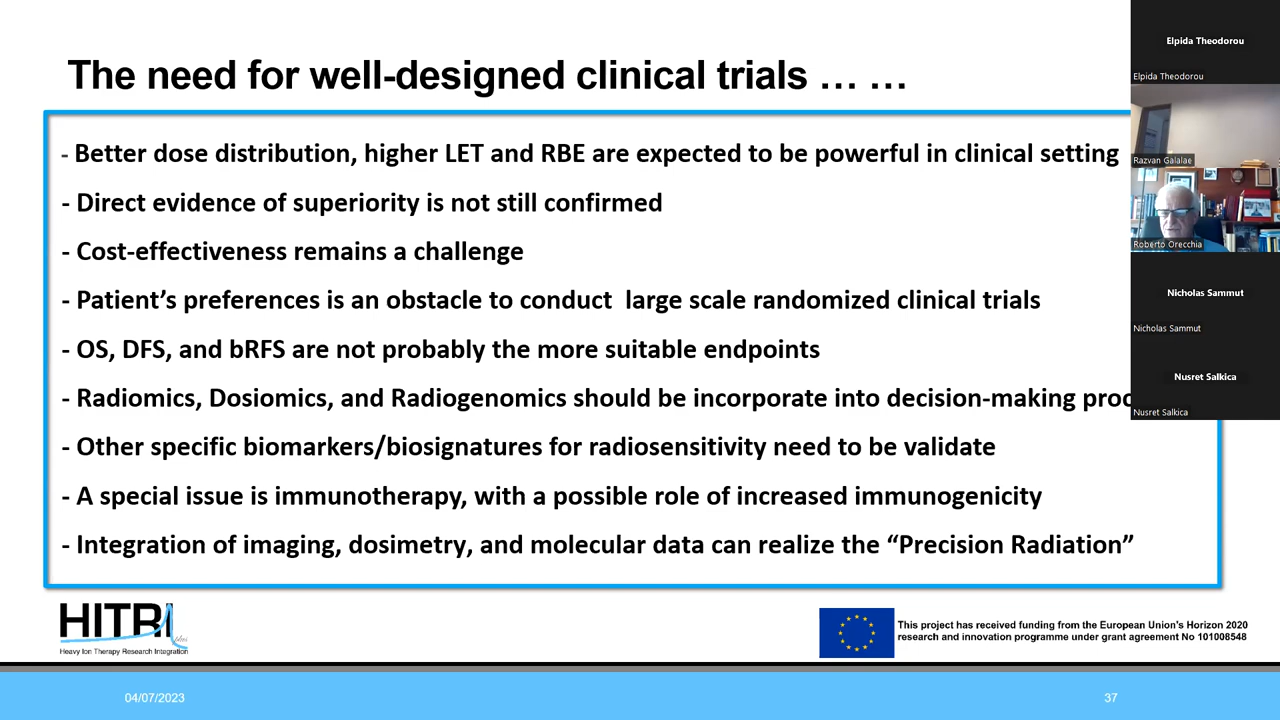 The need for well-designed clinical trials … …
- Better dose distribution, higher LET and RBE are expected to be powerful in clinical setting
- Direct evidence of superiority is not still confirmed
- Cost-effectiveness remains a challenge
- Patient’s preferences is an obstacle to conduct  large scale randomized clinical trials
- OS, DFS, and bRFS are not probably the more suitable endpoints
- Radiomics, Dosiomics, and Radiogenomics should be incorporate into decision-making proc
- Other specific biomarkers/biosignatures for radiosensitivity need to be validate
- A special issue is immunotherapy, with a possible role of increased immunogenicity
- Integration of imaging, dosimetry, and molecular data can realize the “Precision Radiation”
HITRI
plus
Heavy Ion Therapy Research Integration
This project has received funding from the European Union's Horizon 2020
research and innovation programme under grant agreement No 101008548
04/07/2023
37
Elpida Theodorou
Elpida Theodorou
Razvan Galalae
Roberto Orecchia
Nicholas Sammut
Nicholas Sammut
Nusret Salkica
Nusret Salkica